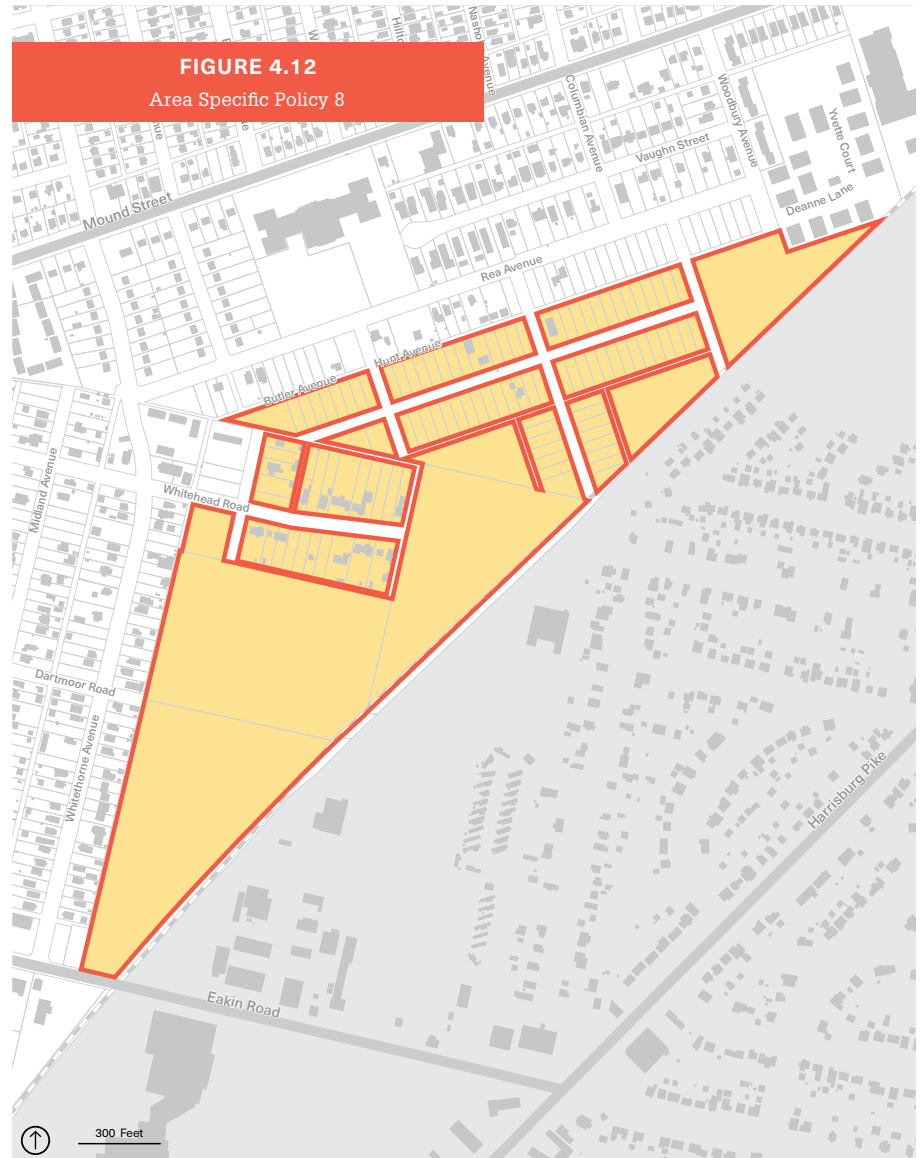 FIGURE 4.12
Area Specific Policy 8
Mound Street
Columbian Avenue
Woodbury Avenue
Yvette Court
Vaughn Street
Deanne Lane
Rea Avenue
Hunt Avenue
Butler Avenue
Whitehead Road
Midland Avenue
Dartmoor Road
Whitethorne Avenue
Harrisburg Pike
Eakin Road
300 Feet